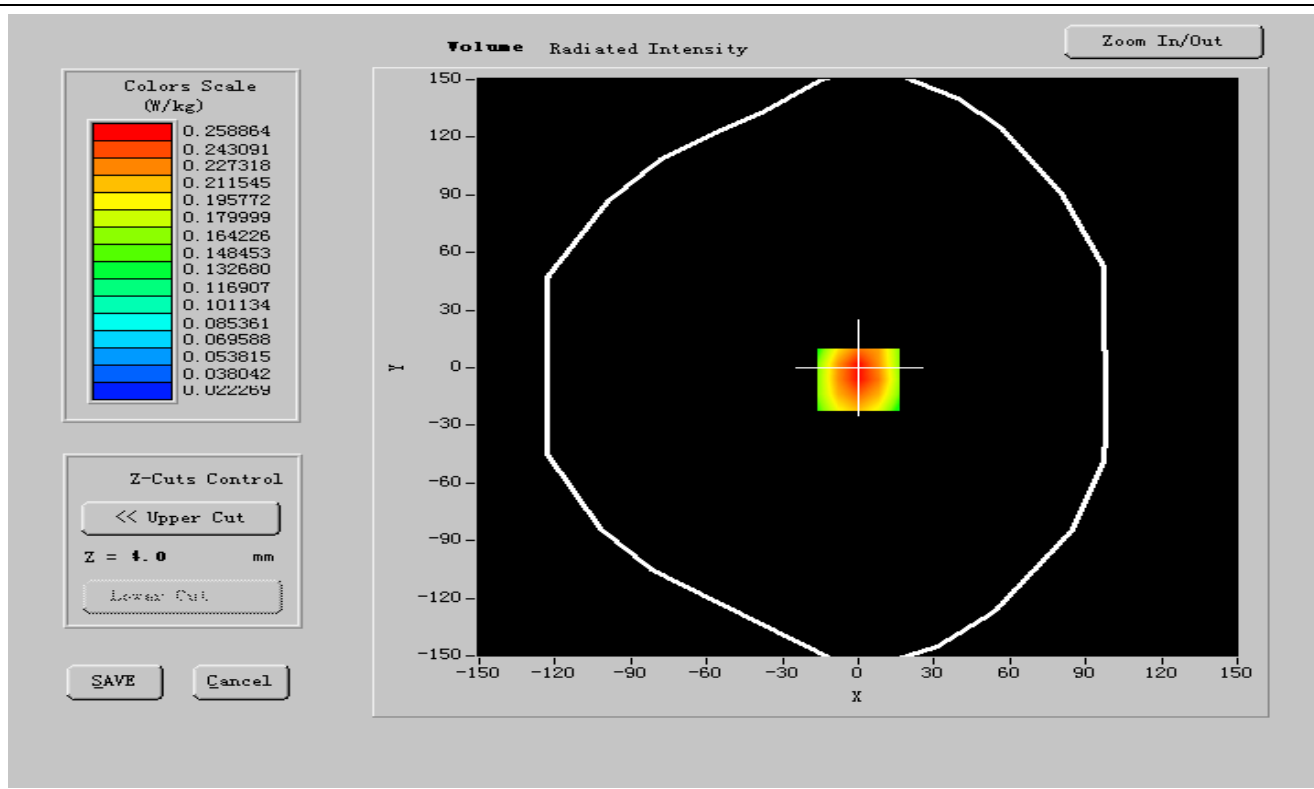 Volume Radiated Intensity
Zoom In/Out
Colors Scale
(W/kg)
0.258864
0.243091
0.227318
0.211545
0.195772
0.179999
0.164226
0.148453
0.132680
0.116907
0.101134
0.085361
0.069588
0.053815
0.038042
0.022269
Z-Cuts Control
<< Upper Cut
Z = 4.0 mm
Lower Cut
SAVE
Cancel
150
120
90
60
30
0
-30
-60
-90
-120
-150
Y
-150 -120 -90 -60 -30 0 30 60 90 120 150
X